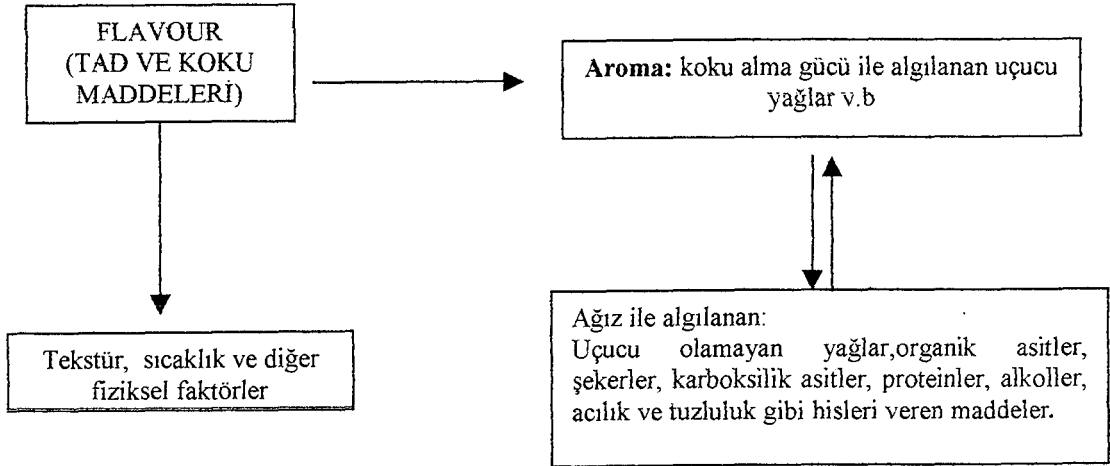 FLAVOUR
(TAD VE KOKU
MADDELERİ)
Aroma: koku alma gücü ile algılanan uçucu
yağlar v.b
Tekstür, sıcaklık ve diğer
fiziksel faktörler
Ağız ile algılanan:
Uçucu olamayan yağlar,organik asitler,
şekerler, karboksilik asitler, proteinler, alkoller,
acılık ve tuzluluk gibi hisleri veren maddeler.